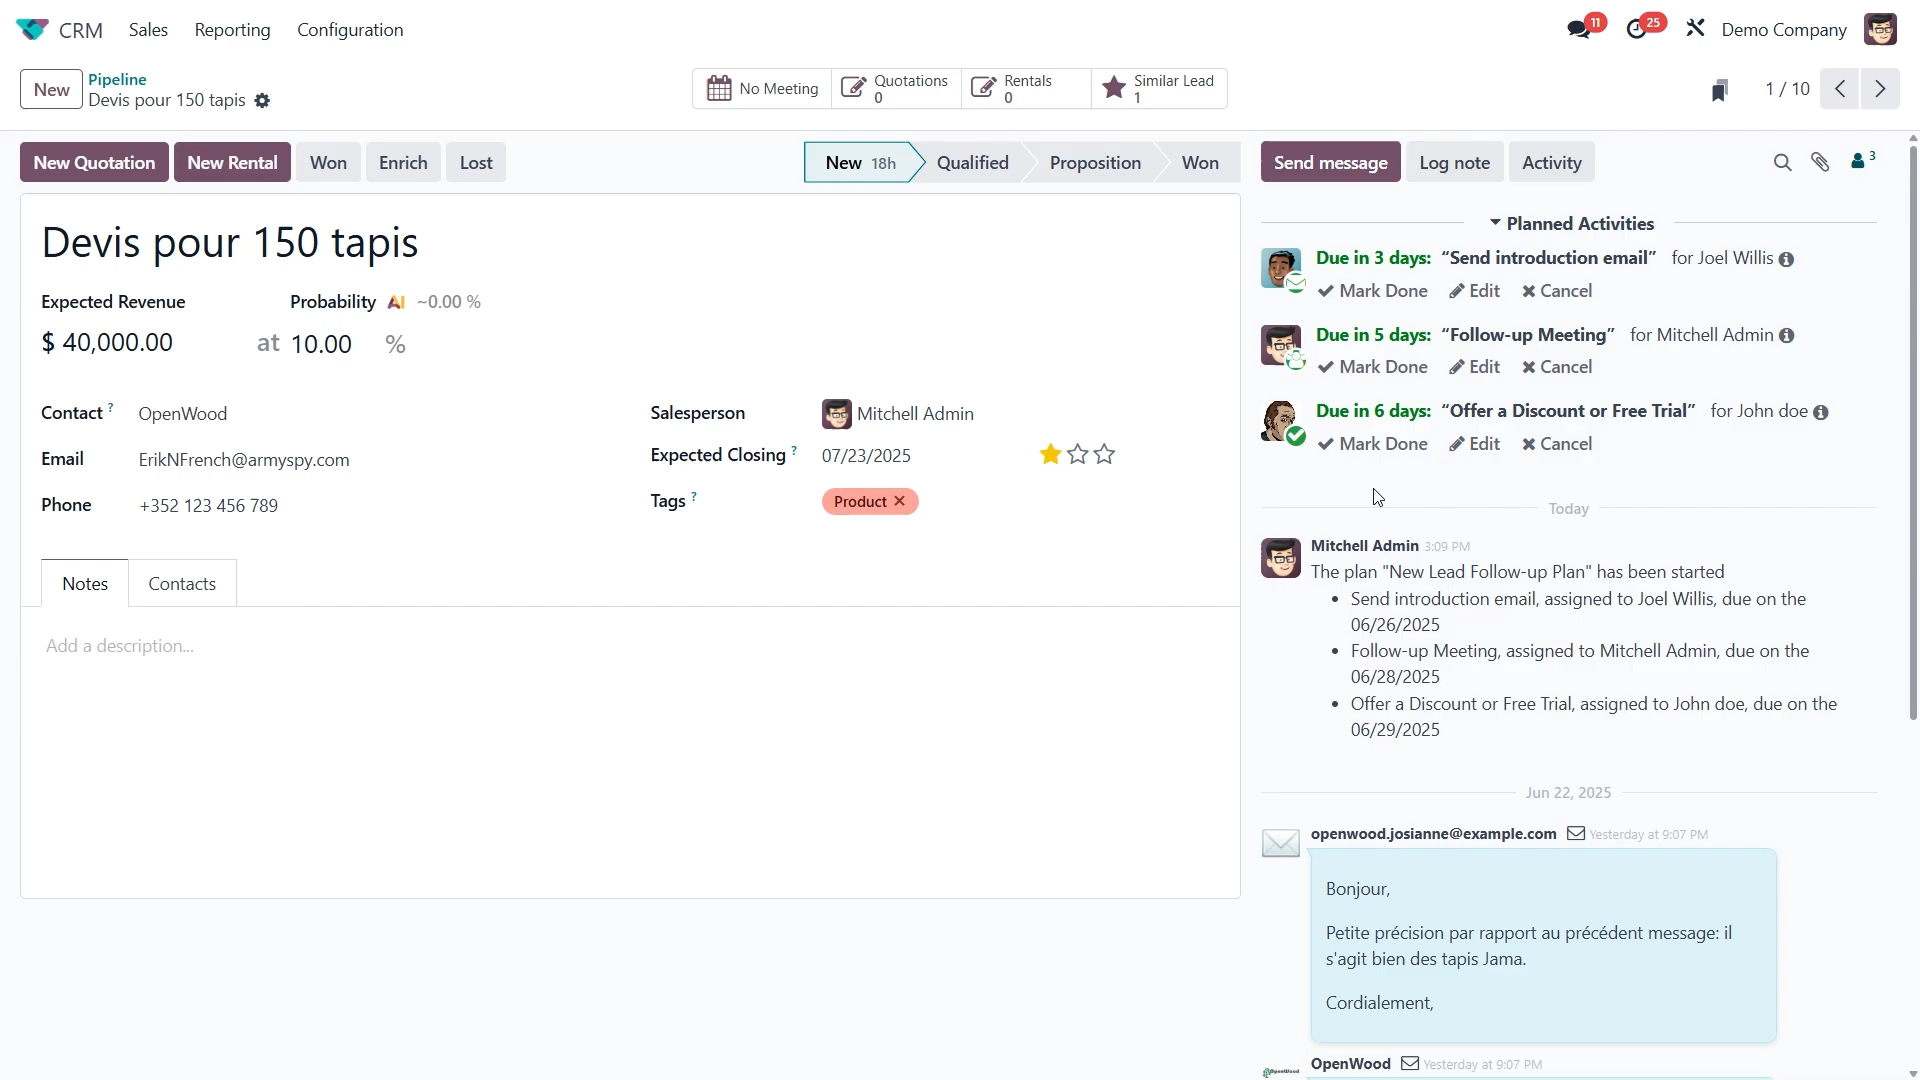 CRM Sales Reporting Configuration 11 25 Demo Company
New Pipeline
Devis pour 150 tapis
No Meeting Quotations 0 Rentals 0 Similar Lead 1
1 / 10
New Quotation New Rental Won Enrich Lost
New 18h Qualified Proposition Won
Send message Log note Activity 3
Devis pour 150 tapis
Expected Revenue Probability AI ~0.00 %
$ 40,000.00 at 10.00 %
Contact ? OpenWood
Email ErikNFrench@armyspy.com
Phone +352 123 456 789
Salesperson Mitchell Admin
Expected Closing ? 07/23/2025
Tags ? Product
Notes Contacts
Add a description...
Planned Activities
Due in 3 days: “Send introduction email” for Joel Willis
Mark Done Edit Cancel
Due in 5 days: “Follow-up Meeting” for Mitchell Admin
Mark Done Edit Cancel
Due in 6 days: “Offer a Discount or Free Trial” for John doe
Mark Done Edit Cancel
Today
Mitchell Admin 3:09 PM
The plan "New Lead Follow-up Plan" has been started
• Send introduction email, assigned to Joel Willis, due on the
06/26/2025
• Follow-up Meeting, assigned to Mitchell Admin, due on the
06/28/2025
• Offer a Discount or Free Trial, assigned to John doe, due on the
06/29/2025
Jun 22, 2025
openwood.josianne@example.com Yesterday at 9:07 PM
Bonjour,
Petite précision par rapport au précédent message: il
s'agit bien des tapis Jama.
Cordialement,
OpenWood Yesterday at 9:07 PM
OpenWood